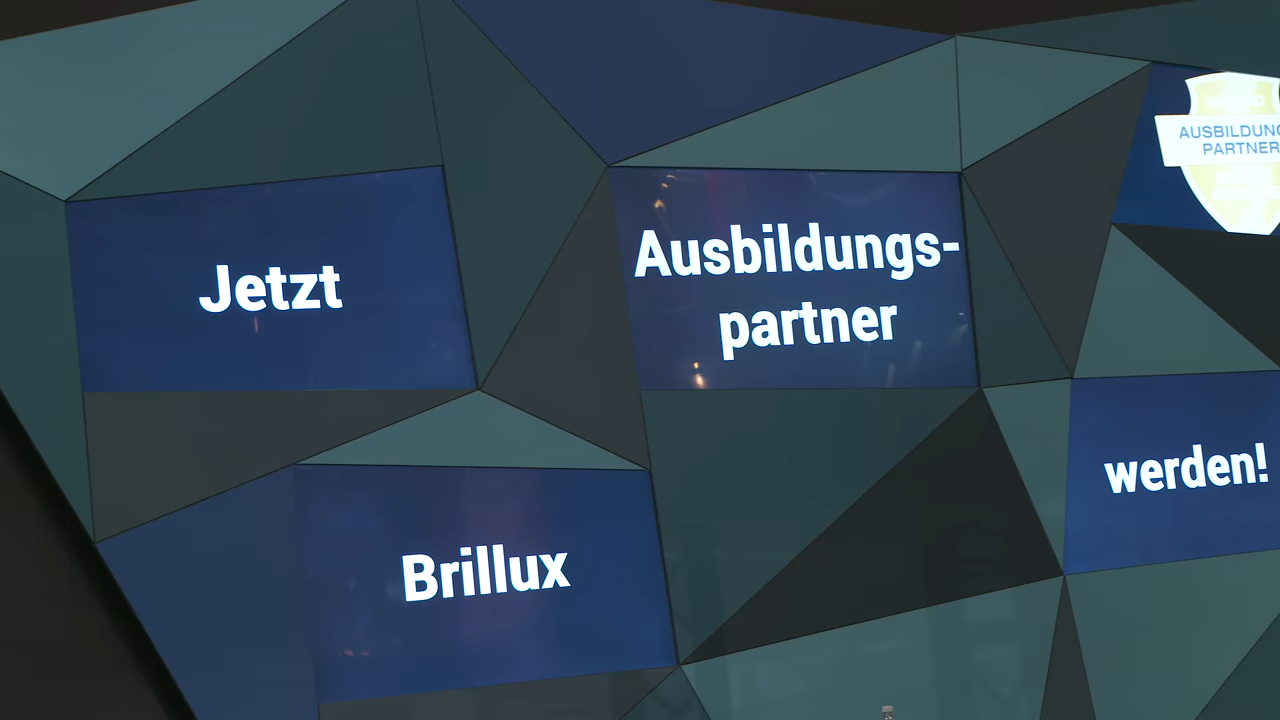 Jetzt
Brillux
Ausbildungs-
partner
werden!
AUSBILDUNG
PARTNER